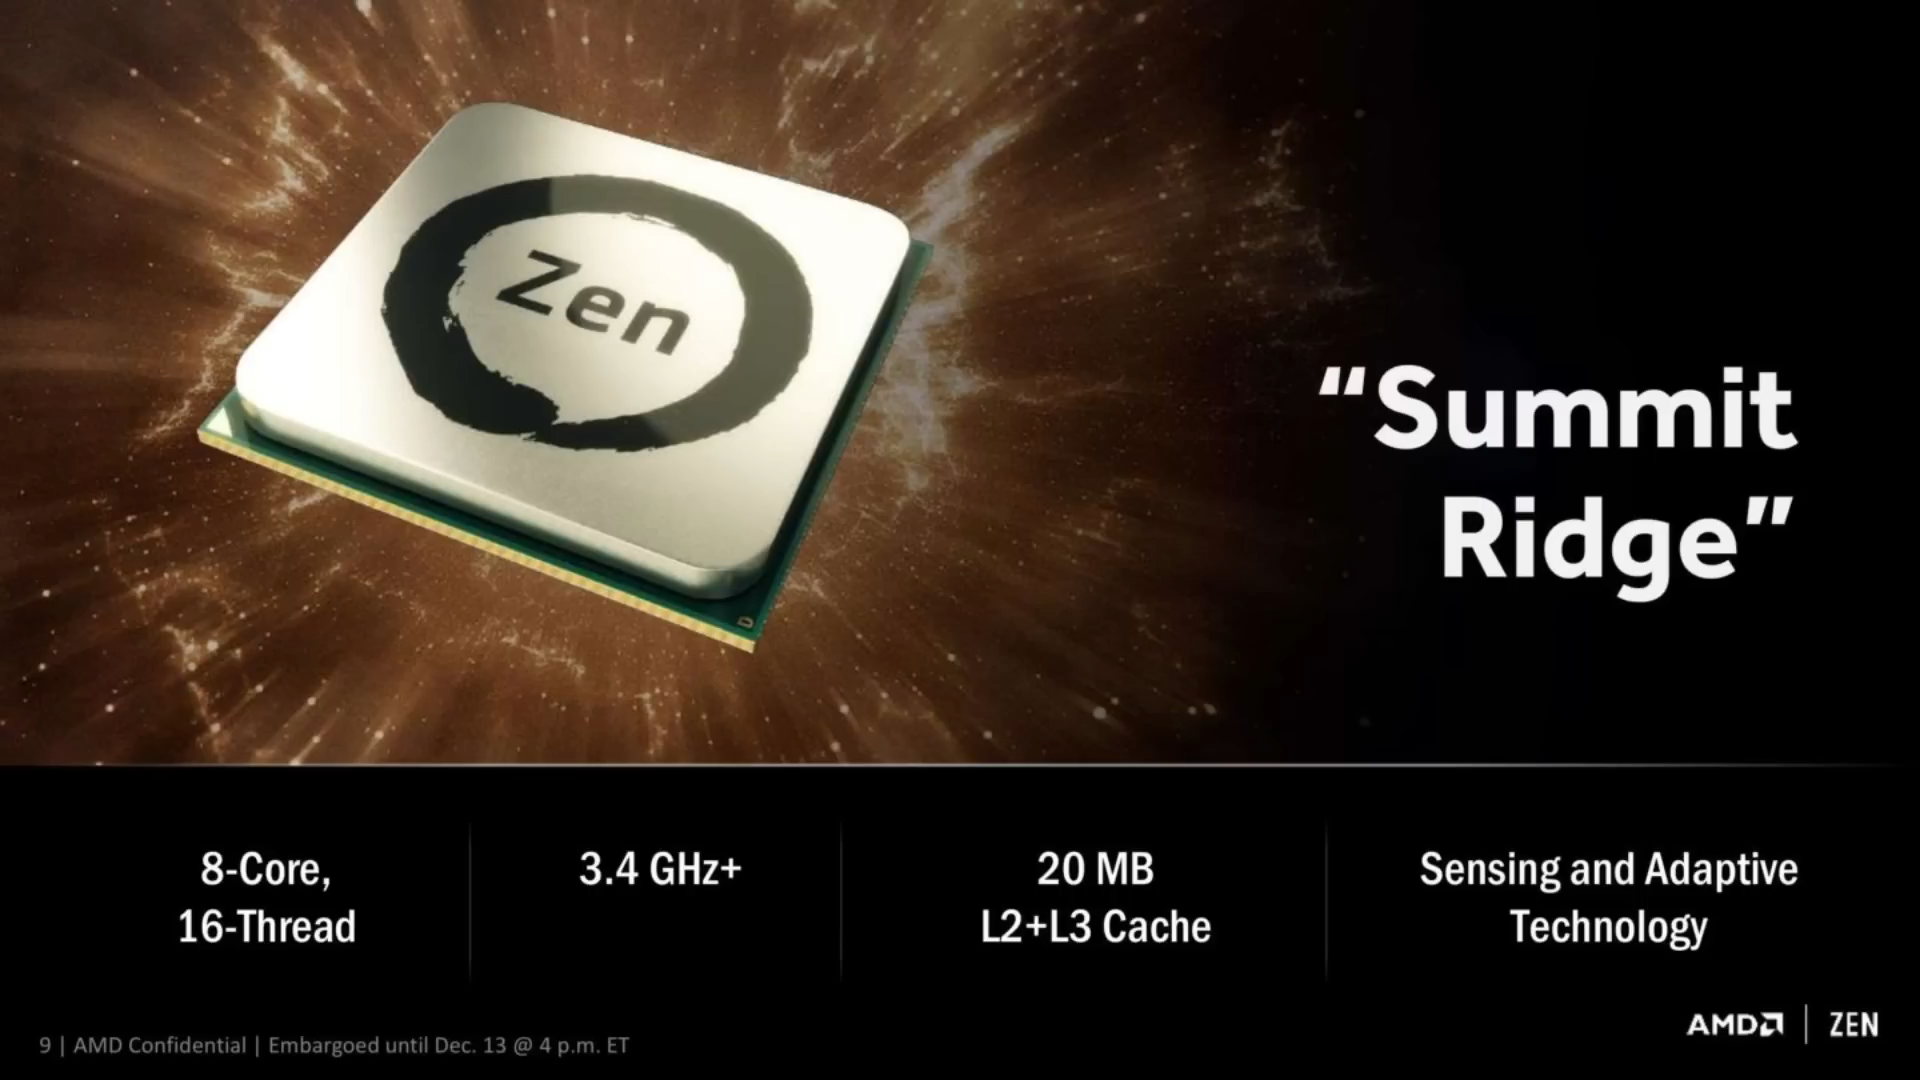 Zen
“Summit
Ridge”
8-Core,
16-Thread
3.4 GHz+
20 MB
L2+L3 Cache
Sensing and Adaptive
Technology
AMD | ZEN
9 | AMD Confidential | Embargoed until Dec. 13 @ 4 p.m. ET